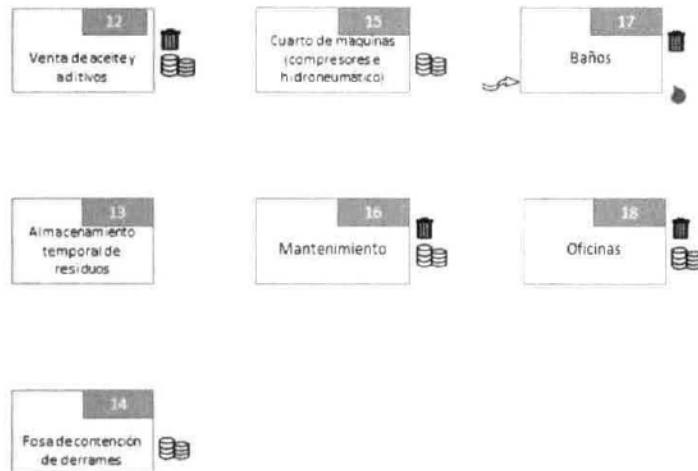 12
Venta de aceite y
aditivos
15
Cuarto de maquinas
(compresores e
hidroneumático)
17
Baños
13
Almacenamiento
temporal de
residuos
16
Mantenimiento
18
Oficinas
14
Fosa de contención
de derrames